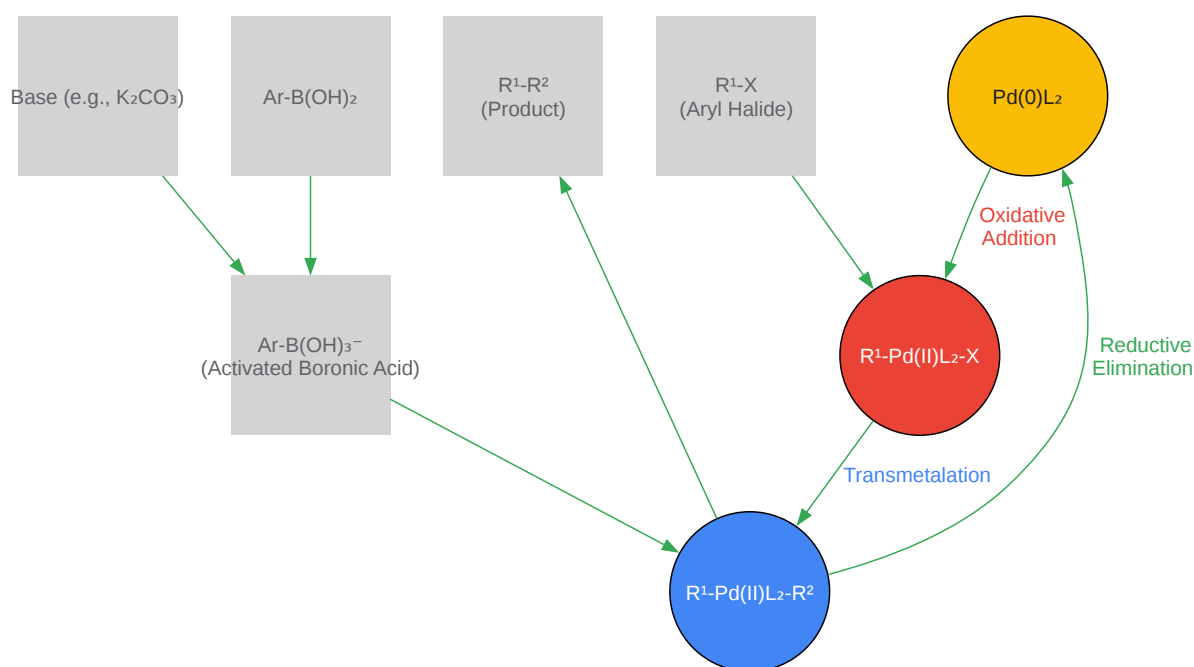 Base (e.g., K₂CO₃)
Ar-B(OH)₂
R¹-R²
(Product)
R¹-X
(Aryl Halide)
Pd(0)L₂
Oxidative
Addition
Ar-B(OH)₃⁻
(Activated Boronic Acid)
R¹-Pd(II)L₂-X
Reductive
Elimination
Transmetalation
R¹-Pd(II)L₂-R²